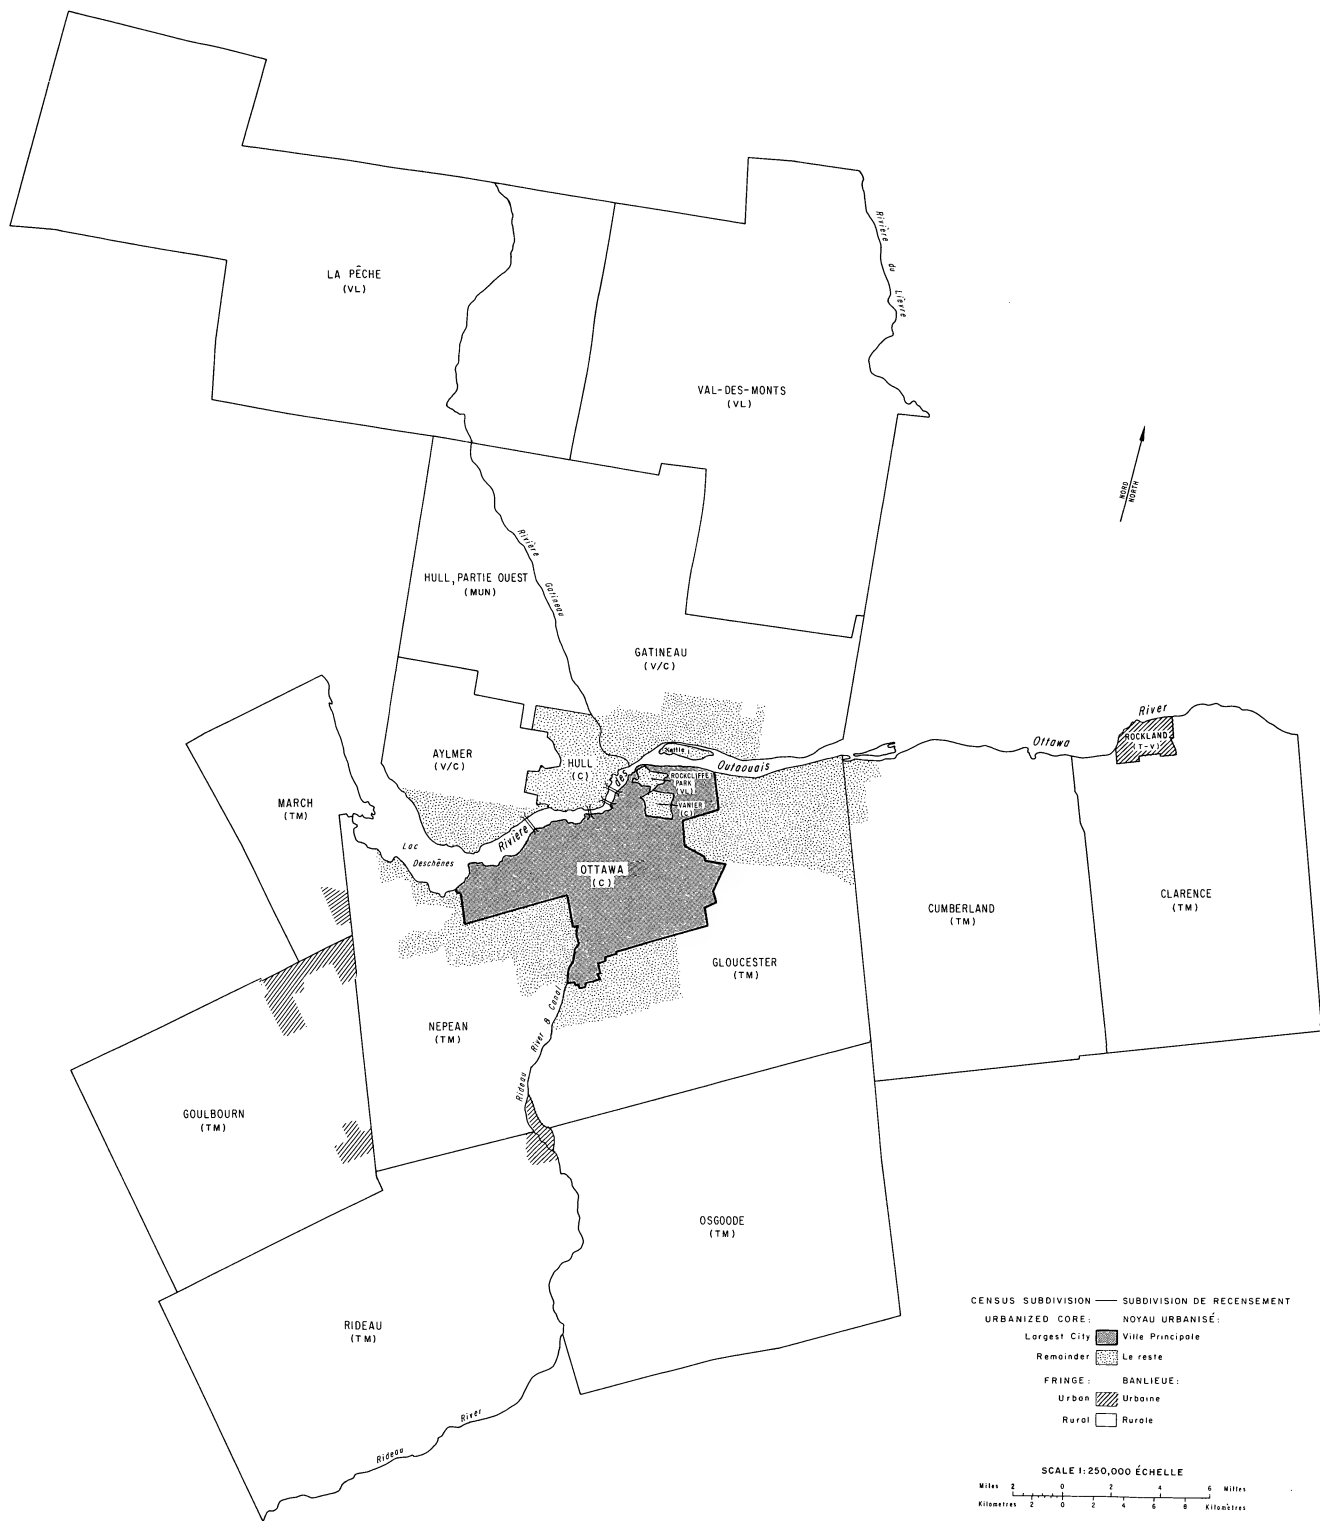 LA PÊCHE
(VL)
Rivière du Lièvre
VAL-DES-MONTS
(VL)
NORD
NORTH
Rivière Gatineau
HULL, PARTIE OUEST
(MUN)
GATINEAU
(V/C)
AYLMER
(V/C)
HULL
(C)
Kettle I.
Rivière des Outaouais
Ottawa River
ROCKLAND
(T-V)
ROCKCLIFFE
PARK
(VL)
VANIER
(C)
MARCH
(TM)
Lac
Deschênes
OTTAWA
(C)
CUMBERLAND
(TM)
CLARENCE
(TM)
GLOUCESTER
(TM)
NEPEAN
(TM)
Rideau River & Canal
GOULBOURN
(TM)
OSGOODE
(TM)
RIDEAU
(TM)
Rideau River
CENSUS SUBDIVISION — SUBDIVISION DE RECENSEMENT
URBANIZED CORE: NOYAU URBANISÉ:
Largest City Ville Principale
Remainder Le reste
FRINGE: BANLIEUE:
Urban Urbaine
Rural Rurale
SCALE 1:250,000 ÉCHELLE
Miles 2 0 2 4 6 Milles
Kilometres 2 0 2 4 6 8 Kilomètres